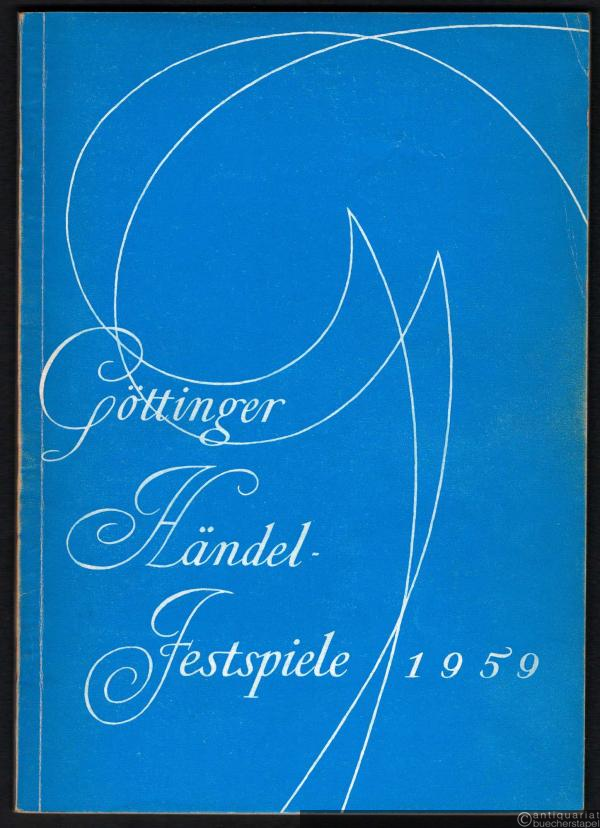 Göttinger
Händel-
Festspiele 1959
©antiquariat
buecherstapel